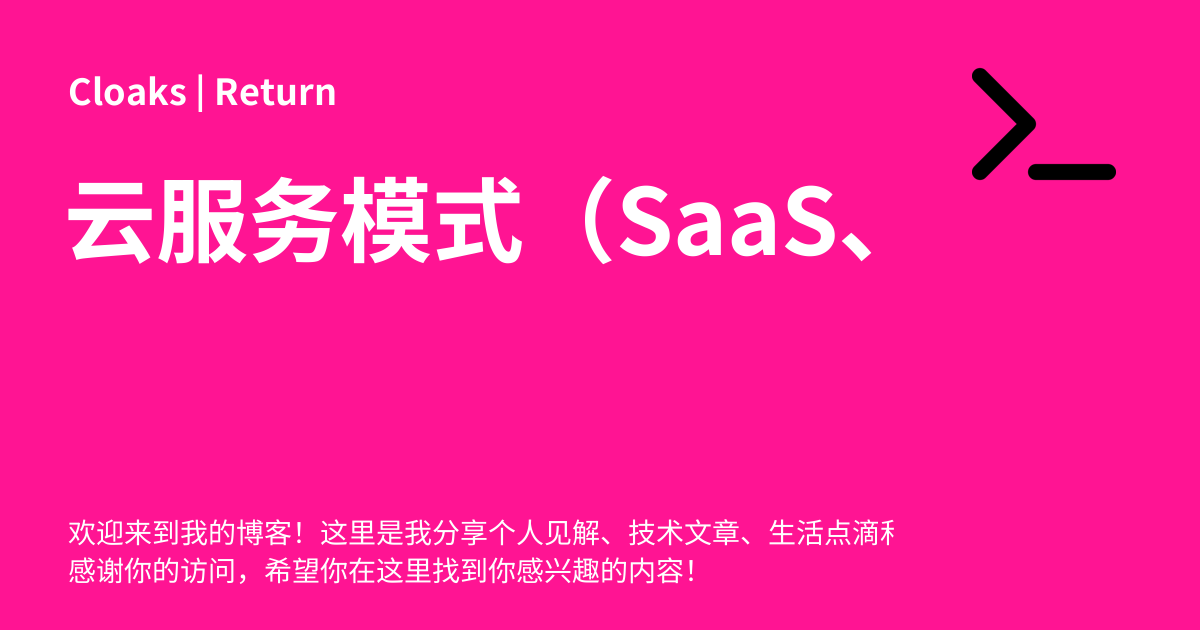 Cloaks | Return
云服务模式（SaaS、
欢迎来到我的博客！这里是我分享个人见解、技术文章、生活点滴
感谢你的访问，希望你在这里找到你感兴趣的内容！